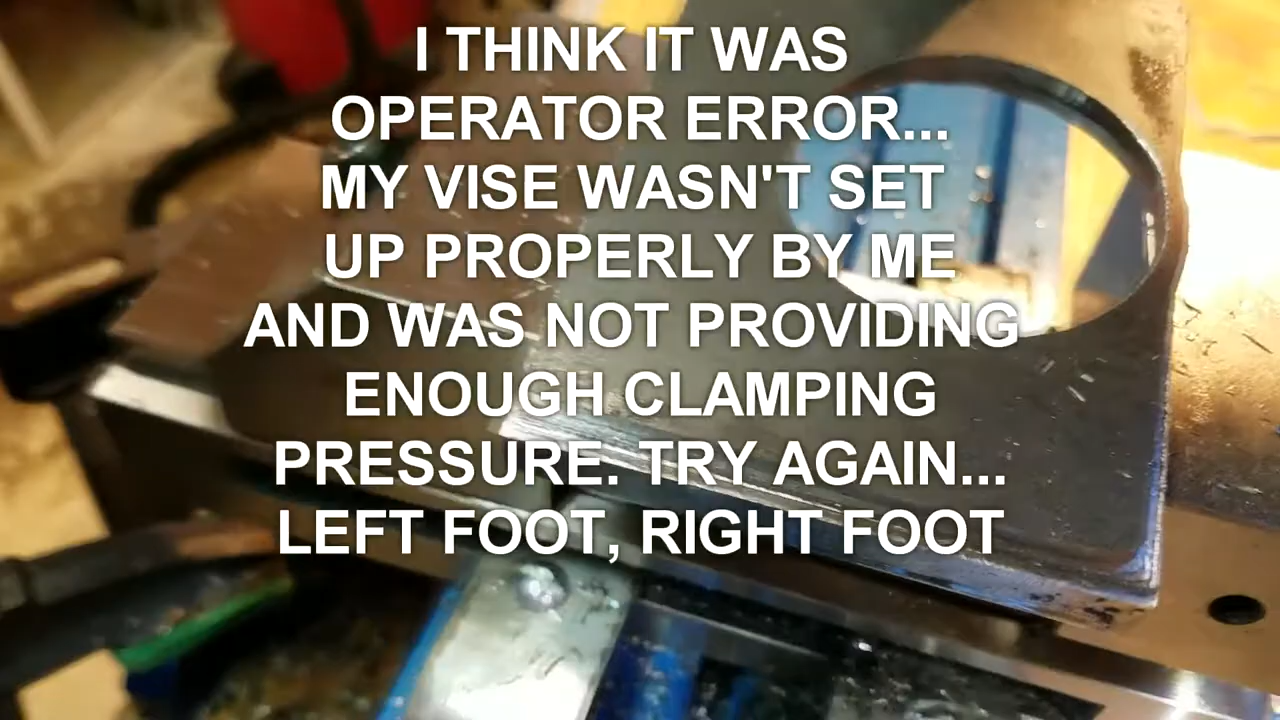 I THINK IT WAS
OPERATOR ERROR...
MY VISE WASN'T SET
UP PROPERLY BY ME
AND WAS NOT PROVIDING
ENOUGH CLAMPING
PRESSURE. TRY AGAIN...
LEFT FOOT, RIGHT FOOT